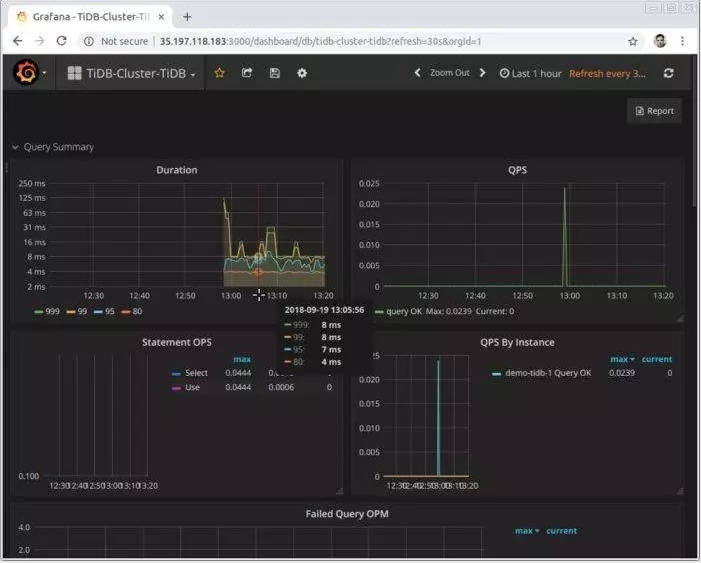 Grafana - TiDB-Cluster-TiD
Not secure | 35.197.118.183:3000/dashboard/db/tidb-cluster-tidb?refresh=30s&orgId=1
TiDB-Cluster-TiDB
Zoom Out
Last 1 hour
Refresh every 3...
Report
Query Summary
Duration
250 ms
125 ms
63 ms
31 ms
16 ms
8 ms
4 ms
2 ms
12:30 12:40 12:50 13:00 13:10 13:20
999 99 95 80
QPS
0.025
0.020
0.015
0.010
0.005
0
12:30 12:40 12:50 13:00 13:10 13:20
query OK Max: 0.0239 Current: 0
2018-09-19 13:05:56
999: 8 ms
99: 8 ms
95: 7 ms
80: 4 ms
Statement OPS
max
Select 0.0444 0
Use 0.0444 0.0006 0
0.100
12:30 12:40 12:50 13:00 13:10 13:20
QPS By Instance
max current
demo-tidb-1 Query OK 0.0239 0
0.020
0.015
0.010
0.005
0
12:30 12:40 12:50 13:00 13:10 13:20
Failed Query OPM
4.0
2.0
max current